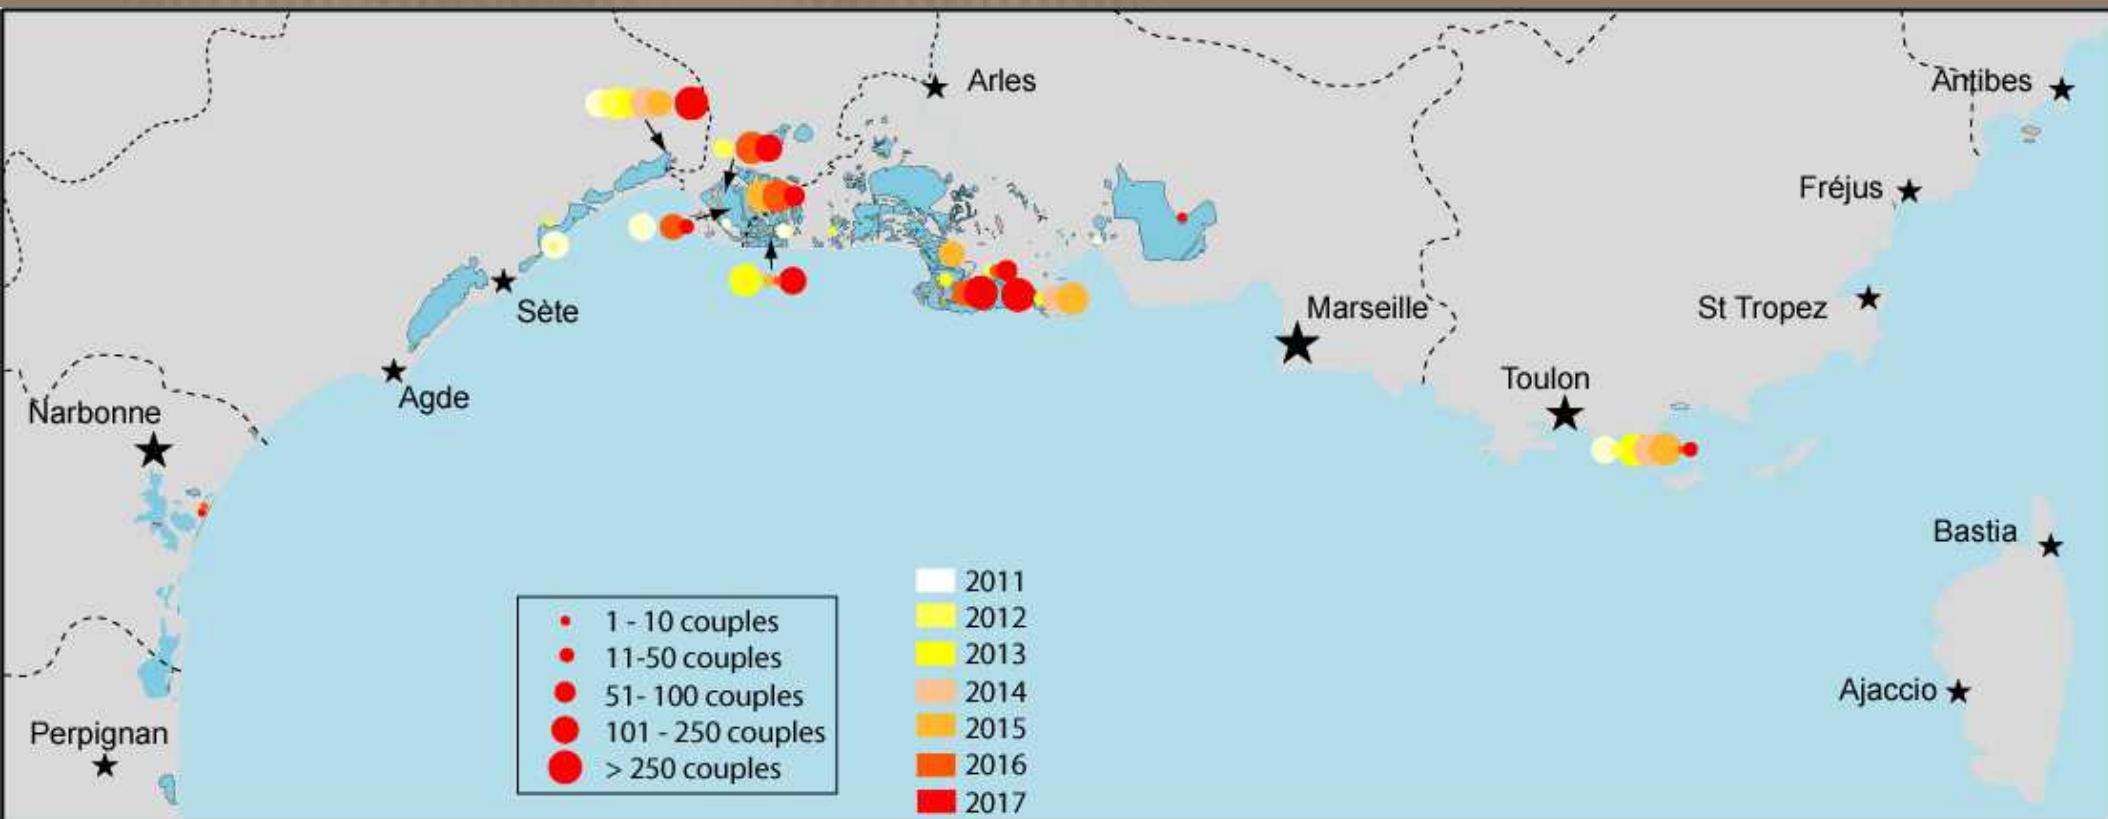 Arles
Antibes
Fréjus
St Tropez
Sète
Marseille
Toulon
Agde
Narbonne
Bastia
Ajaccio
Perpignan
1 - 10 couples
11-50 couples
51- 100 couples
101 - 250 couples
> 250 couples
2011
2012
2013
2014
2015
2016
2017